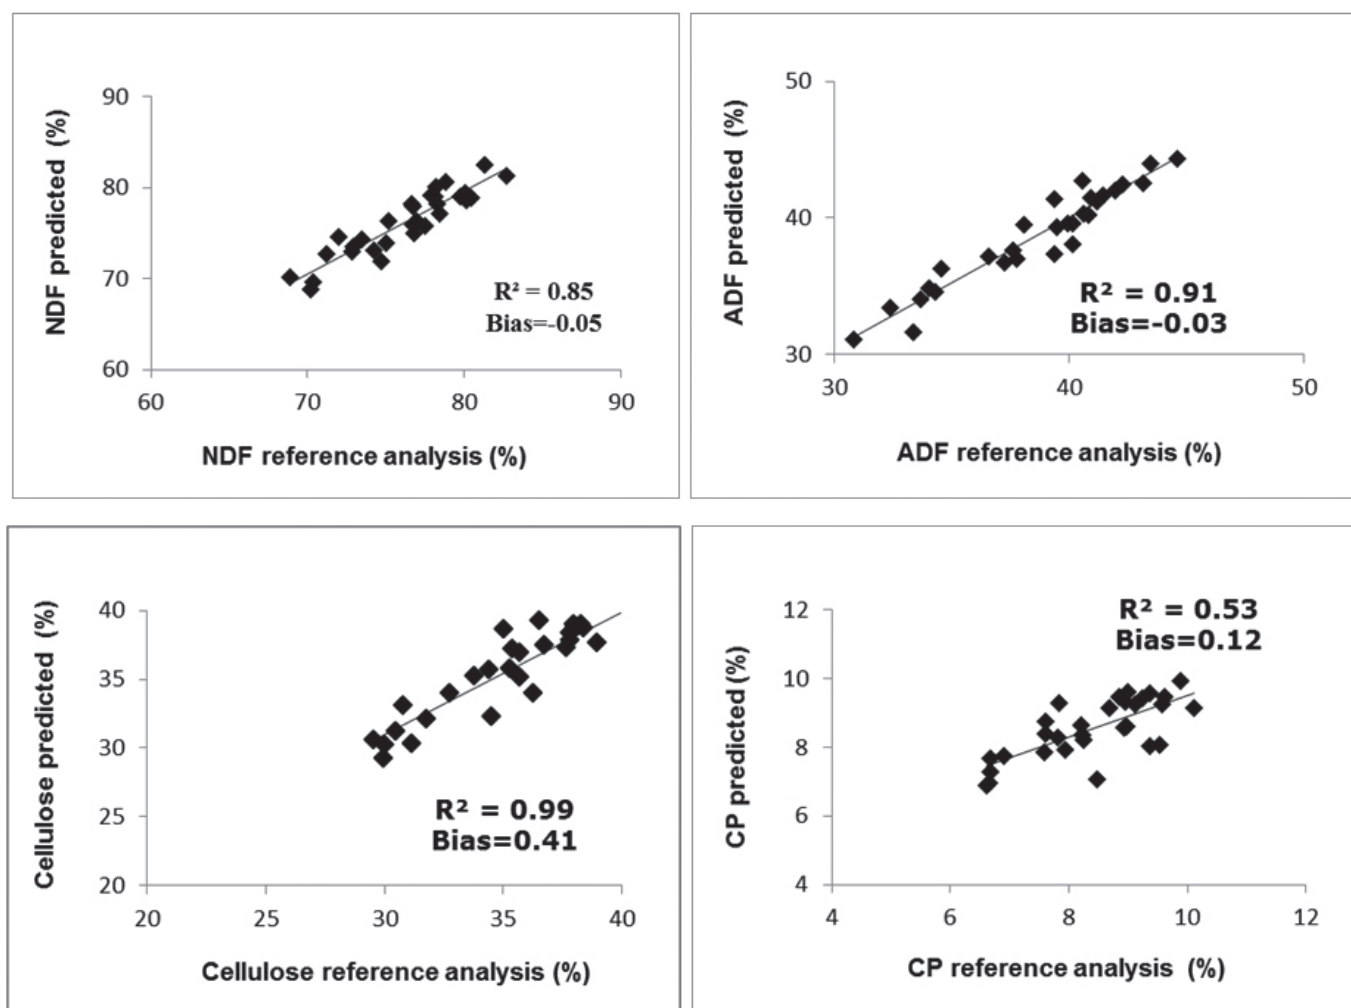 NDF predicted (%)
90
80
70
60
60 70 80 90
R² = 0.85
Bias=-0.05
NDF reference analysis (%)
ADF predicted (%)
50
40
30
30 40 50
R² = 0.91
Bias=-0.03
ADF reference analysis (%)
Cellulose predicted (%)
40
35
30
25
20
20 25 30 35 40
R² = 0.99
Bias=0.41
Cellulose reference analysis (%)
CP predicted (%)
12
10
8
6
4
4 6 8 10 12
R² = 0.53
Bias=0.12
CP reference analysis (%)